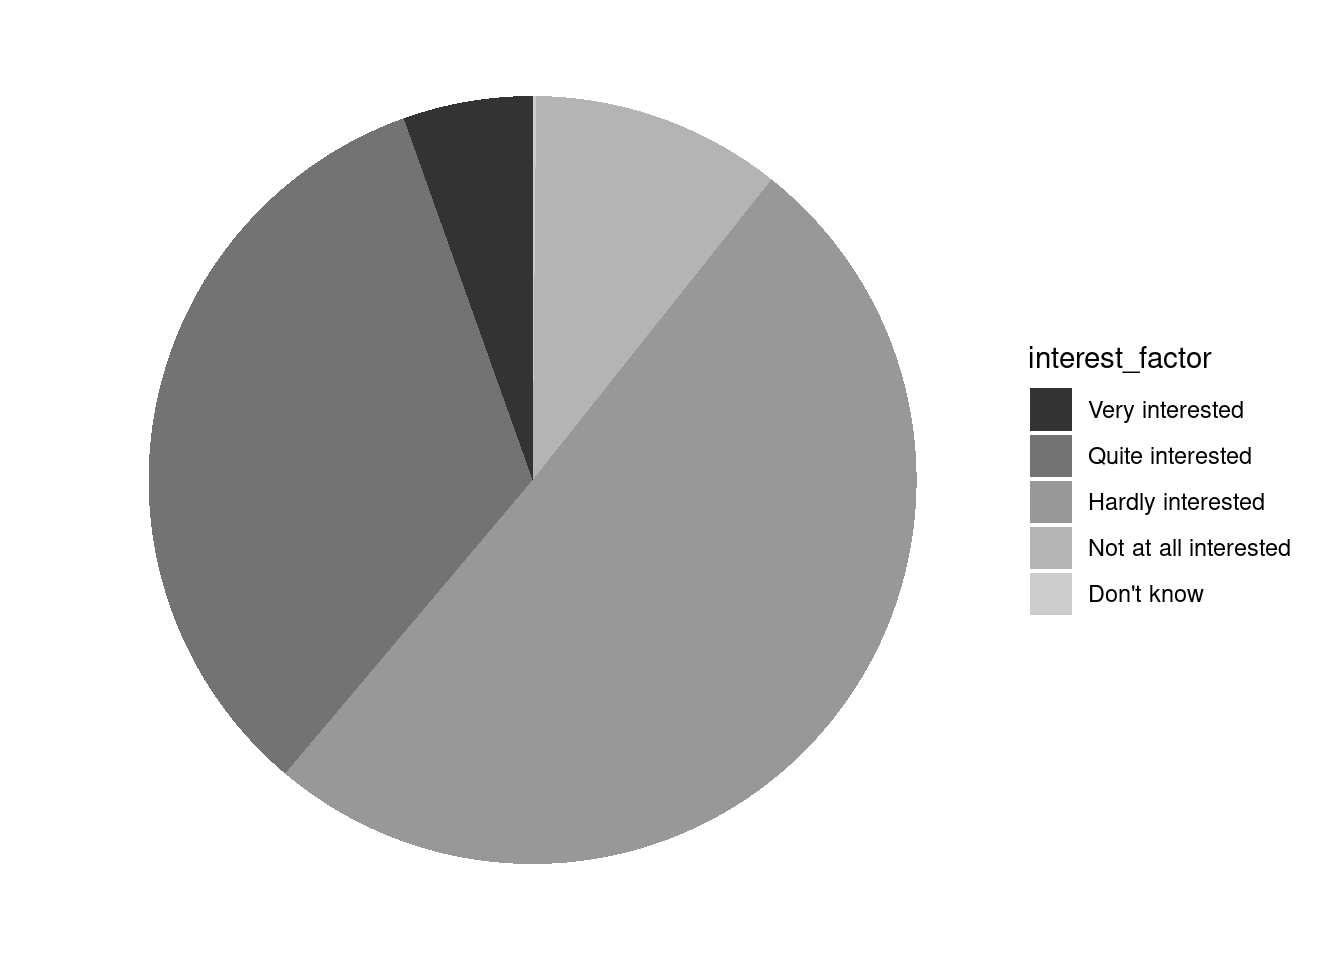 interest_factor
Very interested
Quite interested
Hardly interested
Not at all interested
Don't know